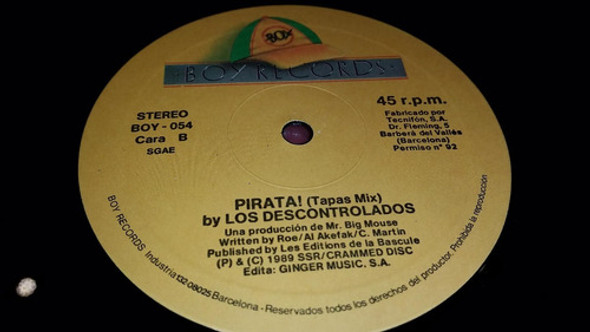 BOY
BOY RECORDS
STEREO
BOY - 054
Cara B
SGAE
45 r.p.m.
Fabricado por
Tecnifón, S.A.
Dr. Fleming, 5
Barberà del Vallés
(Barcelona)
Permiso n° 92
PIRATA! (Tapas Mix)
by LOS DESCONTROLADOS
Una producción de Mr. Big Mouse
Written by Roe/Al Akefak/C. Martin
Published by Les Editions de la Bascule
(P) & (C) 1989 SSR/CRAMMED DISC
Edita: GINGER MUSIC. S.A.
BOY RECORDS. Industria 132 08025 Barcelona - Reservados todos los derechos del productor. Prohibida la reproducción